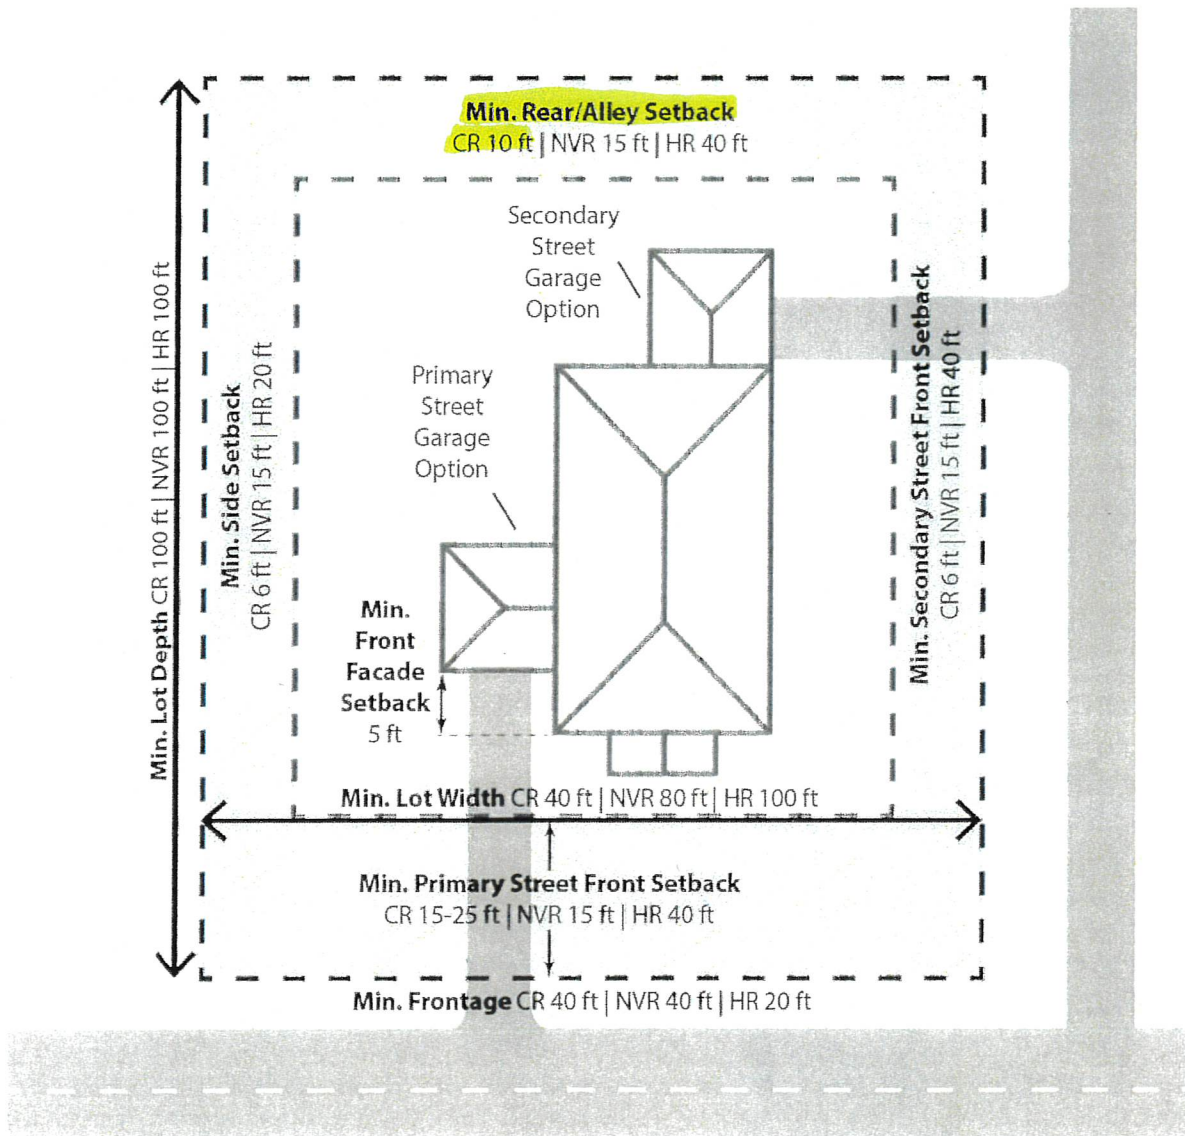 Min. Rear/Alley Setback
CR 10 ft | NVR 15 ft | HR 40 ft
Secondary
Street
Garage
Option
Primary
Street
Garage
Option
Min. Lot Depth CR 100 ft | NVR 100 ft | HR 100 ft
Min. Side Setback
CR 6 ft | NVR 15 ft | HR 20 ft
Min. Secondary Street Front Setback
CR 6 ft | NVR 15 ft | HR 40 ft
Min.
Front
Facade
Setback
5 ft
Min. Lot Width CR 40 ft | NVR 80 ft | HR 100 ft
Min. Primary Street Front Setback
CR 15-25 ft | NVR 15 ft | HR 40 ft
Min. Frontage CR 40 ft | NVR 40 ft | HR 20 ft